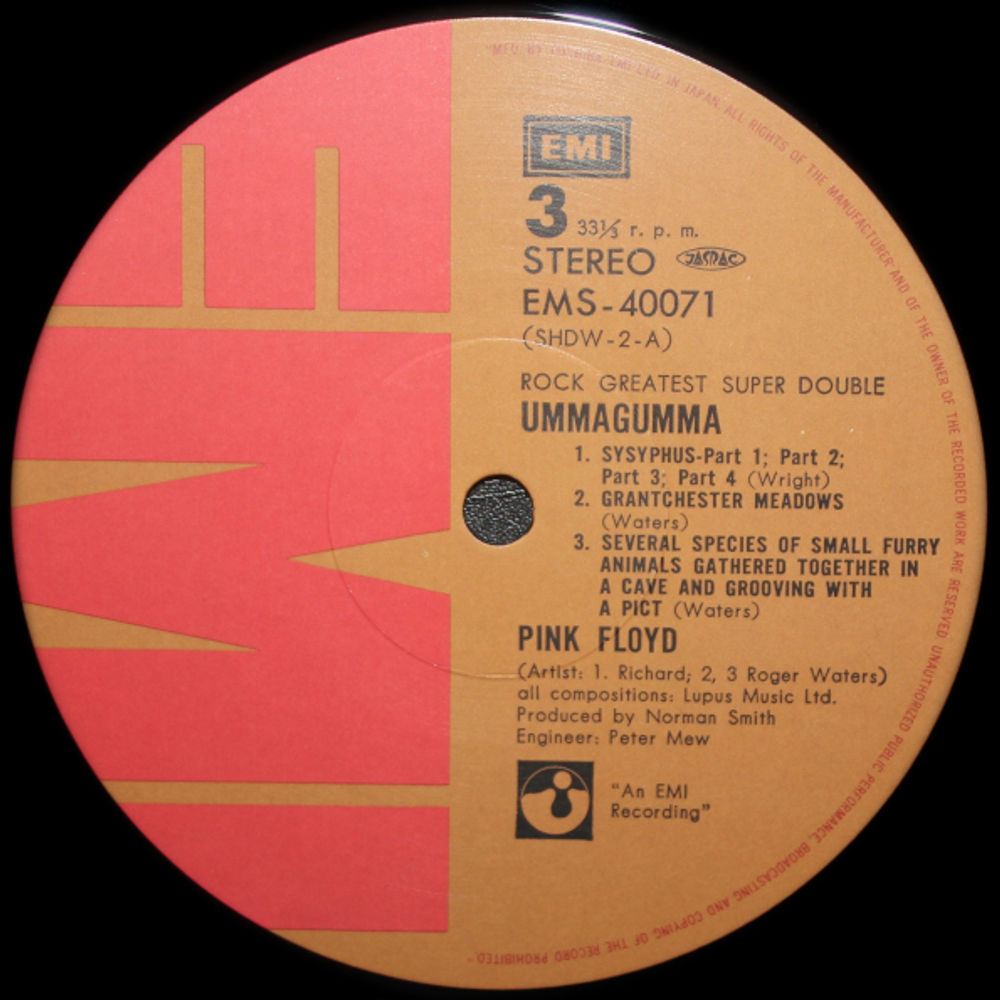 "MFD. BY TOSHIBA EMI LTD. IN JAPAN. ALL RIGHTS OF THE MANUFACTURER AND OF THE OWNER OF THE RECORDED WORK ARE RESERVED UNAUTHORIZED PUBLIC PERFORMANCE, BROADCASTING AND COPYING OF THE RECORD PROHIBITED"
EMI
EMI
3 33⅓ r. p. m.
STEREO JASRAC
EMS-40071
(SHDW-2-A)
ROCK GREATEST SUPER DOUBLE
UMMAGUMMA
1. SYSYPHUS-Part 1; Part 2;
Part 3; Part 4 (Wright)
2. GRANTCHESTER MEADOWS
(Waters)
3. SEVERAL SPECIES OF SMALL FURRY
ANIMALS GATHERED TOGETHER IN
A CAVE AND GROOVING WITH
A PICT (Waters)
PINK FLOYD
(Artist: 1. Richard; 2, 3 Roger Waters)
all compositions: Lupus Music Ltd.
Produced by Norman Smith
Engineer: Peter Mew
"An EMI
Recording"